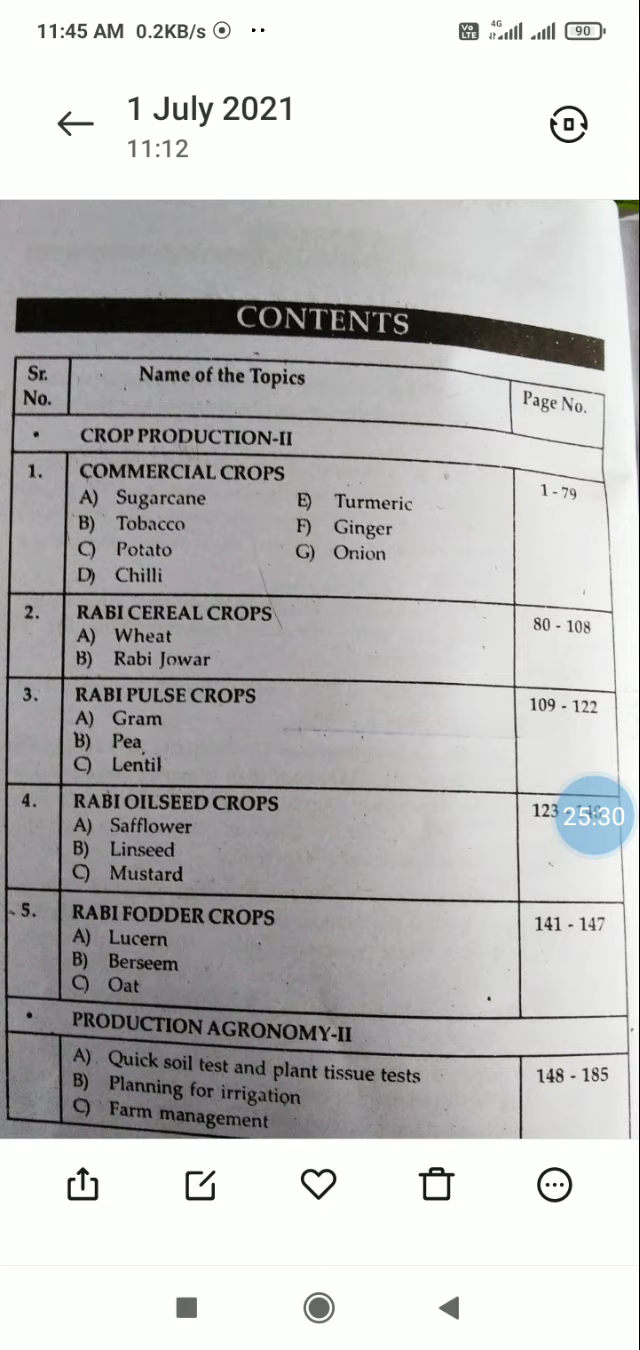 11:45 AM 0.2KB/s
Vo LTE 4G 90
1 July 2021
11:12
CONTENTS
Sr. No. Name of the Topics Page No.
• CROP PRODUCTION-II
1. COMMERCIAL CROPS 1 - 79
A) Sugarcane E) Turmeric
B) Tobacco F) Ginger
C) Potato G) Onion
D) Chilli
2. RABI CEREAL CROPS 80 - 108
A) Wheat
B) Rabi Jowar
3. RABI PULSE CROPS 109 - 122
A) Gram
B) Pea
C) Lentil
4. RABI OILSEED CROPS 123
25:30
A) Safflower
B) Linseed
C) Mustard
5. RABI FODDER CROPS 141 - 147
A) Lucern
B) Berseem
C) Oat
• PRODUCTION AGRONOMY-II
A) Quick soil test and plant tissue tests 148 - 185
B) Planning for irrigation
C) Farm management